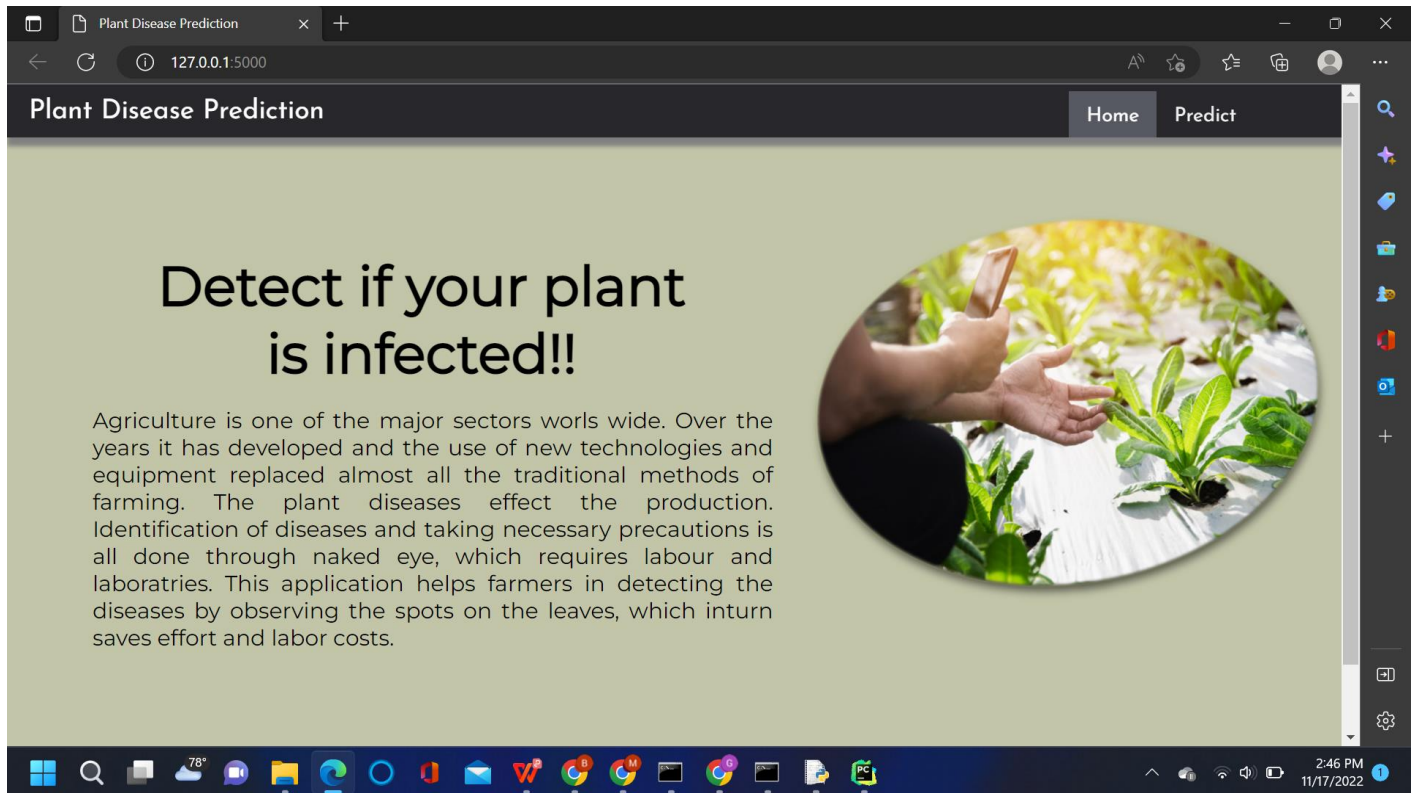 Plant Disease Prediction
127.0.0.1:5000
Plant Disease Prediction
Home Predict
Detect if your plant
is infected!!
Agriculture is one of the major sectors worls wide. Over the
years it has developed and the use of new technologies and
equipment replaced almost all the traditional methods of
farming. The plant diseases effect the production.
Identification of diseases and taking necessary precautions is
all done through naked eye, which requires labour and
laboratries. This application helps farmers in detecting the
diseases by observing the spots on the leaves, which inturn
saves effort and labor costs.
78°
2:46 PM
11/17/2022
1